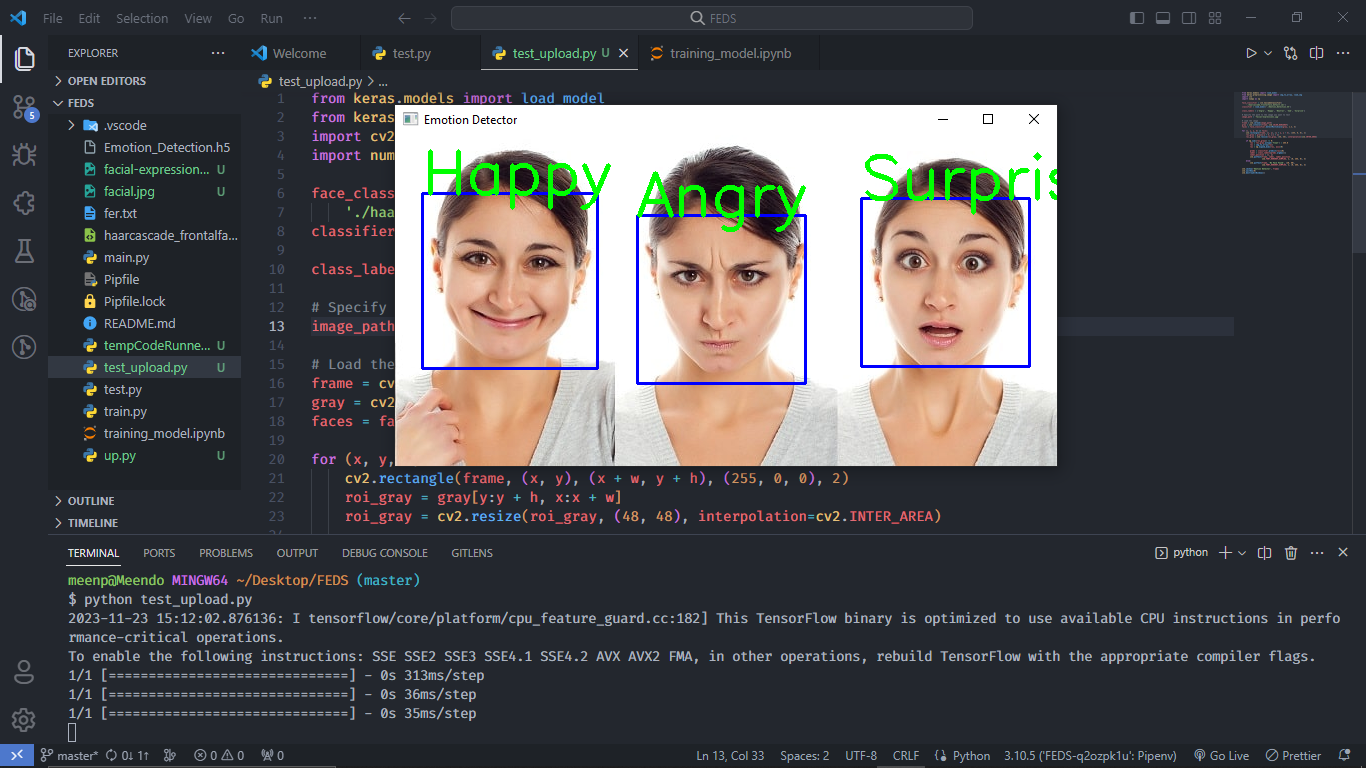 File Edit Selection View Go Run ··· FEDS
EXPLORER ···
Welcome test.py test_upload.py U training_model.ipynb
OPEN EDITORS
FEDS
.vscode
Emotion_Detection.h5
facial-expression... U
facial.jpg U
fer.txt
haarcascade_frontalfa...
main.py
Pipfile
Pipfile.lock
README.md
tempCodeRunne... U
test_upload.py U
test.py
train.py
training_model.ipynb
up.py U
OUTLINE
TIMELINE
test_upload.py > ...
1 from keras.models import load_model
2 from keras
3 import cv2
4 import num
5
6 face_class
7 './haa
8 classifier
9
10 class_labe
11
12 # Specify
13 image_path
14
15 # Load the
16 frame = cv
17 gray = cv2
18 faces = fa
19
20 for (x, y,
21 cv2.rectangle(frame, (x, y), (x + w, y + h), (255, 0, 0), 2)
22 roi_gray = gray[y:y + h, x:x + w]
23 roi_gray = cv2.resize(roi_gray, (48, 48), interpolation=cv2.INTER_AREA)
Emotion Detector
Happy Angry Surpris
TERMINAL PORTS PROBLEMS OUTPUT DEBUG CONSOLE GITLENS python
meenp@Meendo MINGW64 ~/Desktop/FEDS (master)
$ python test_upload.py
2023-11-23 15:12:02.876136: I tensorflow/core/platform/cpu_feature_guard.cc:182] This TensorFlow binary is optimized to use available CPU instructions in perfo
rmance-critical operations.
To enable the following instructions: SSE SSE2 SSE3 SSE4.1 SSE4.2 AVX AVX2 FMA, in other operations, rebuild TensorFlow with the appropriate compiler flags.
1/1 [==============================] - 0s 313ms/step
1/1 [==============================] - 0s 36ms/step
1/1 [==============================] - 0s 35ms/step
5
master* 0↓ 1↑ 0 0 0 Ln 13, Col 33 Spaces: 2 UTF-8 CRLF Python 3.10.5 ('FEDS-q2ozpk1u': Pipenv) Go Live Prettier